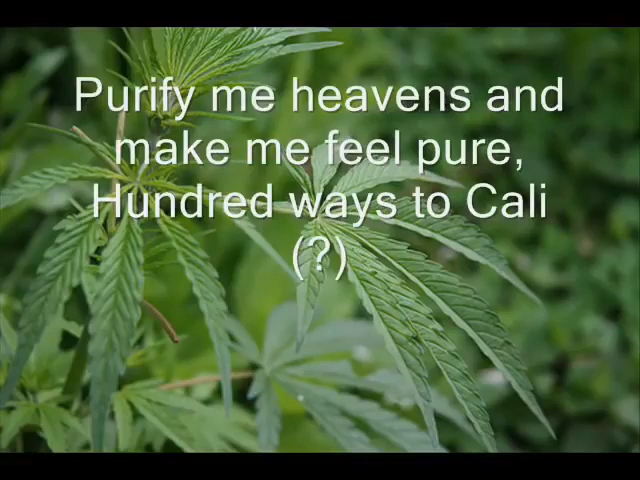 Purify me heavens and
make me feel pure,
Hundred ways to Cali
(?)